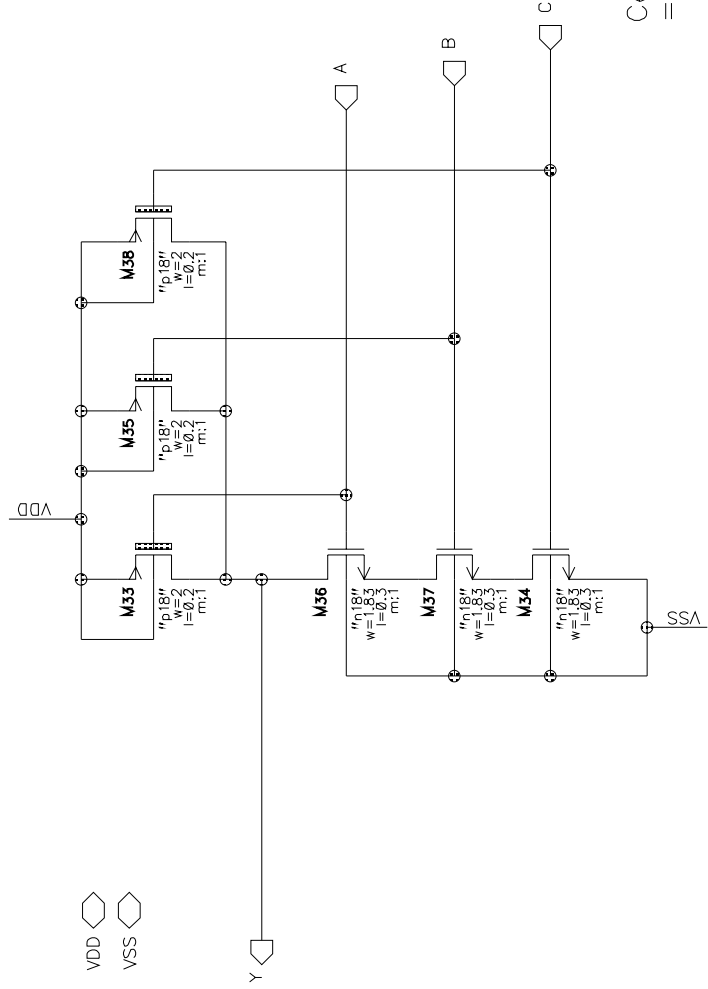 VDD
VSS
Y
VDD
M33
"p18"
w=2
l=0.2
m:1
M35
"p18"
w=2
l=0.2
m:1
M38
"p18"
w=2
l=0.2
m:1
A
B
C
M36
"n18"
w=1.83
l=0.3
m:1
M37
"n18"
w=1.83
l=0.3
m:1
M34
"n18"
w=1.83
l=0.3
m:1
VSS